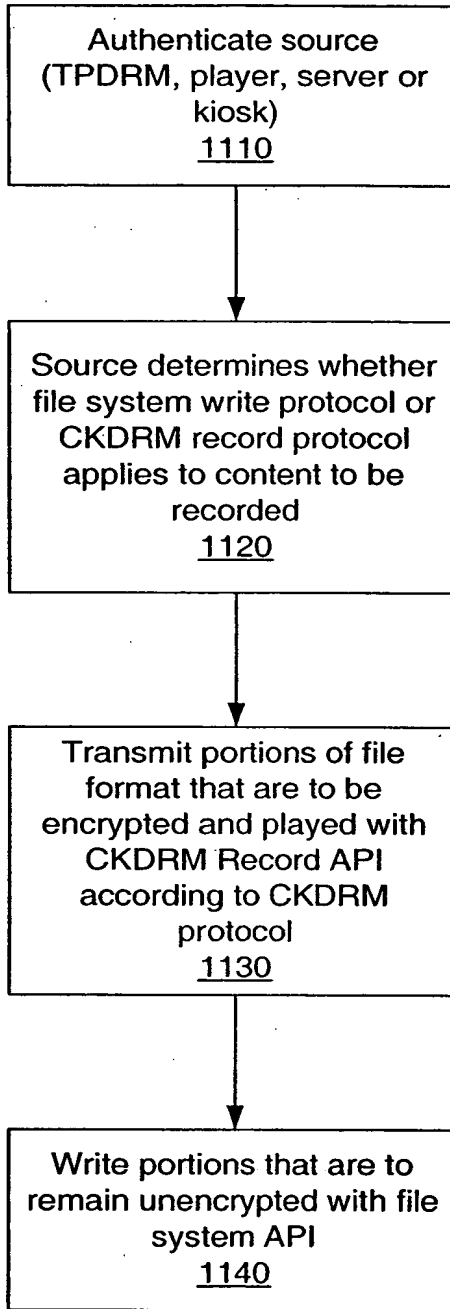 Authenticate source
(TPDRM, player, server or
kiosk)
1110
Source determines whether
file system write protocol or
CKDRM record protocol
applies to content to be
recorded
1120
Transmit portions of file
format that are to be
encrypted and played with
CKDRM Record API
according to CKDRM
protocol
1130
Write portions that are to
remain unencrypted with file
system API
1140